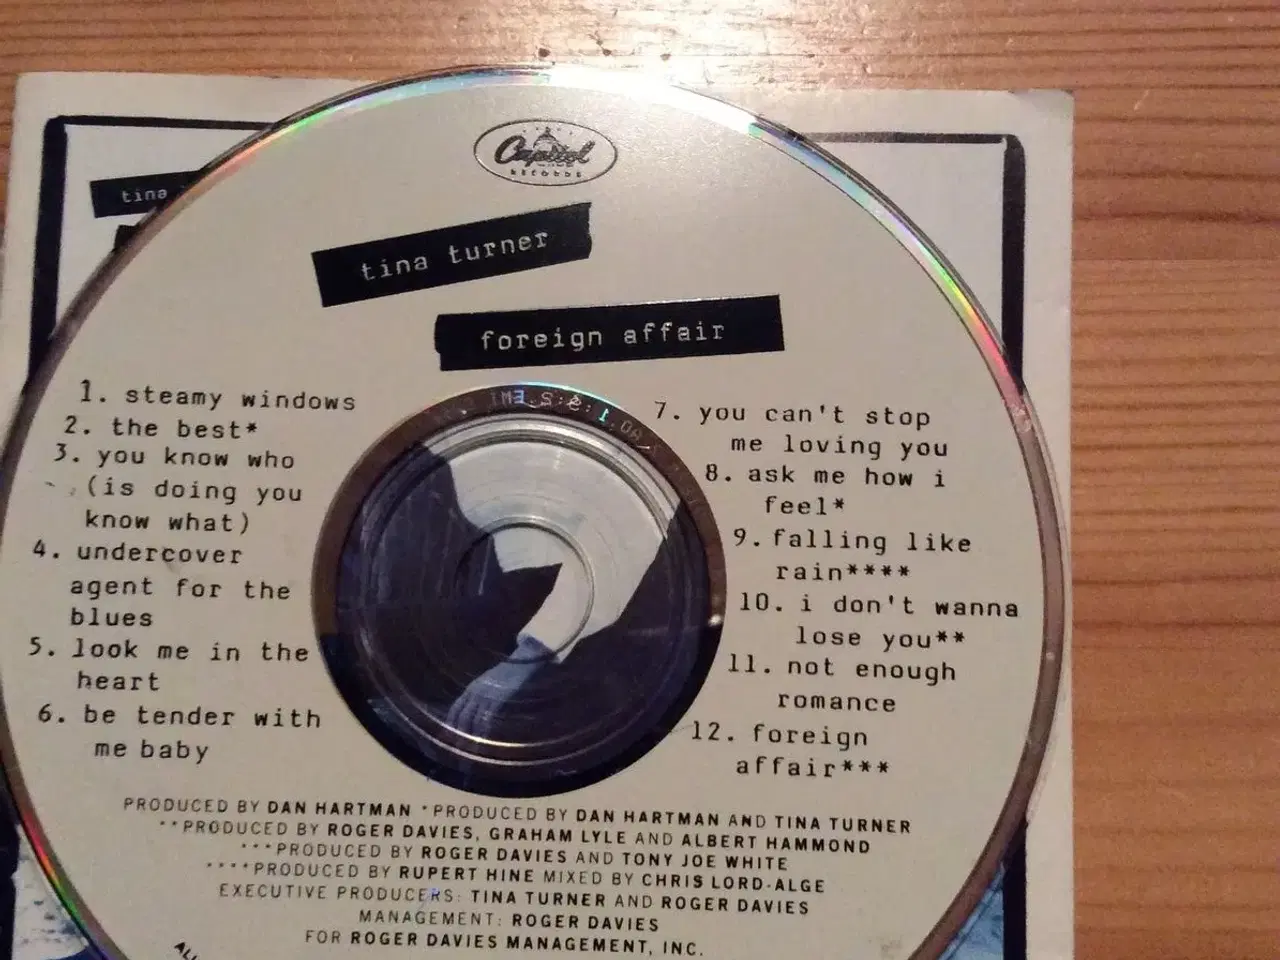 Capitol
RECORDS
tina
tina turner
foreign affair
1. steamy windows
2. the best*
3. you know who
(is doing you
know what)
4. undercover
agent for the
blues
5. look me in the
heart
6. be tender with
me baby
7. you can't stop
me loving you
8. ask me how i
feel*
9. falling like
rain****
10. i don't wanna
lose you**
11. not enough
romance
12. foreign
affair***
PRODUCED BY DAN HARTMAN *PRODUCED BY DAN HARTMAN AND TINA TURNER
**PRODUCED BY ROGER DAVIES, GRAHAM LYLE AND ALBERT HAMMOND
***PRODUCED BY ROGER DAVIES AND TONY JOE WHITE
****PRODUCED BY RUPERT HINE MIXED BY CHRIS LORD-ALGE
EXECUTIVE PRODUCERS: TINA TURNER AND ROGER DAVIES
MANAGEMENT: ROGER DAVIES
FOR ROGER DAVIES MANAGEMENT, INC.